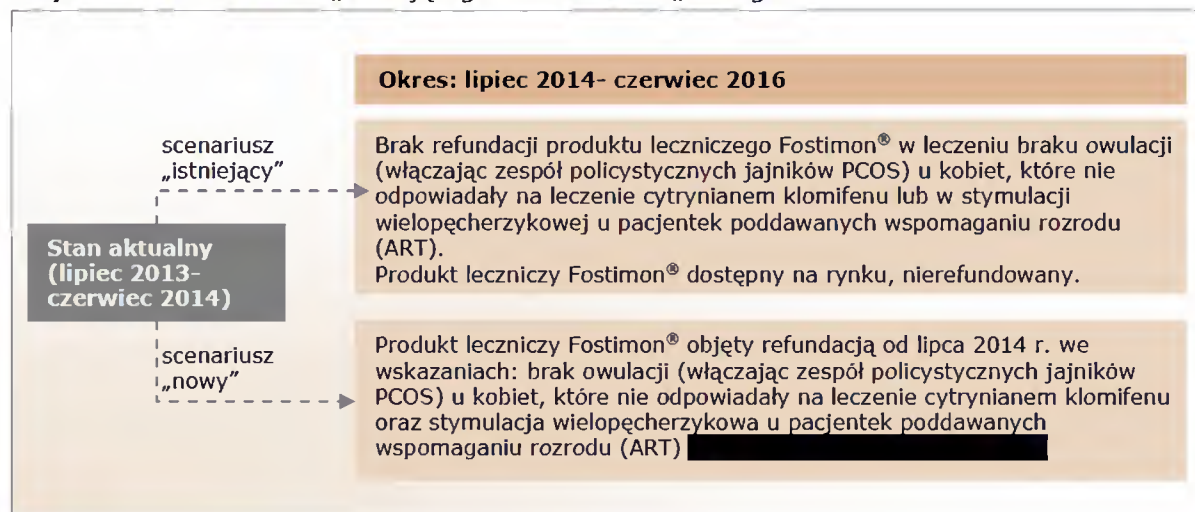 Okres: lipiec 2014- czerwiec 2016
scenariusz
„istniejący”
Brak refundacji produktu leczniczego Fostimon® w leczeniu braku owulacji
(włączając zespół policystycznych jajników PCOS) u kobiet, które nie
odpowiadały na leczenie cytrynianem klomifenu lub w stymulacji
wielopęcherzykowej u pacjentek poddawanych wspomaganiu rozrodu
(ART).
Produkt leczniczy Fostimon® dostępny na rynku, nierefundowany.
Stan aktualny
(lipiec 2013-
czerwiec 2014)
scenariusz
„nowy”
Produkt leczniczy Fostimon® objęty refundacją od lipca 2014 r. we
wskazaniach: brak owulacji (włączając zespół policystycznych jajników
PCOS) u kobiet, które nie odpowiadały na leczenie cytrynianem klomifenu
oraz stymulacja wielopęcherzykowa u pacjentek poddawanych
wspomaganiu rozrodu (ART)